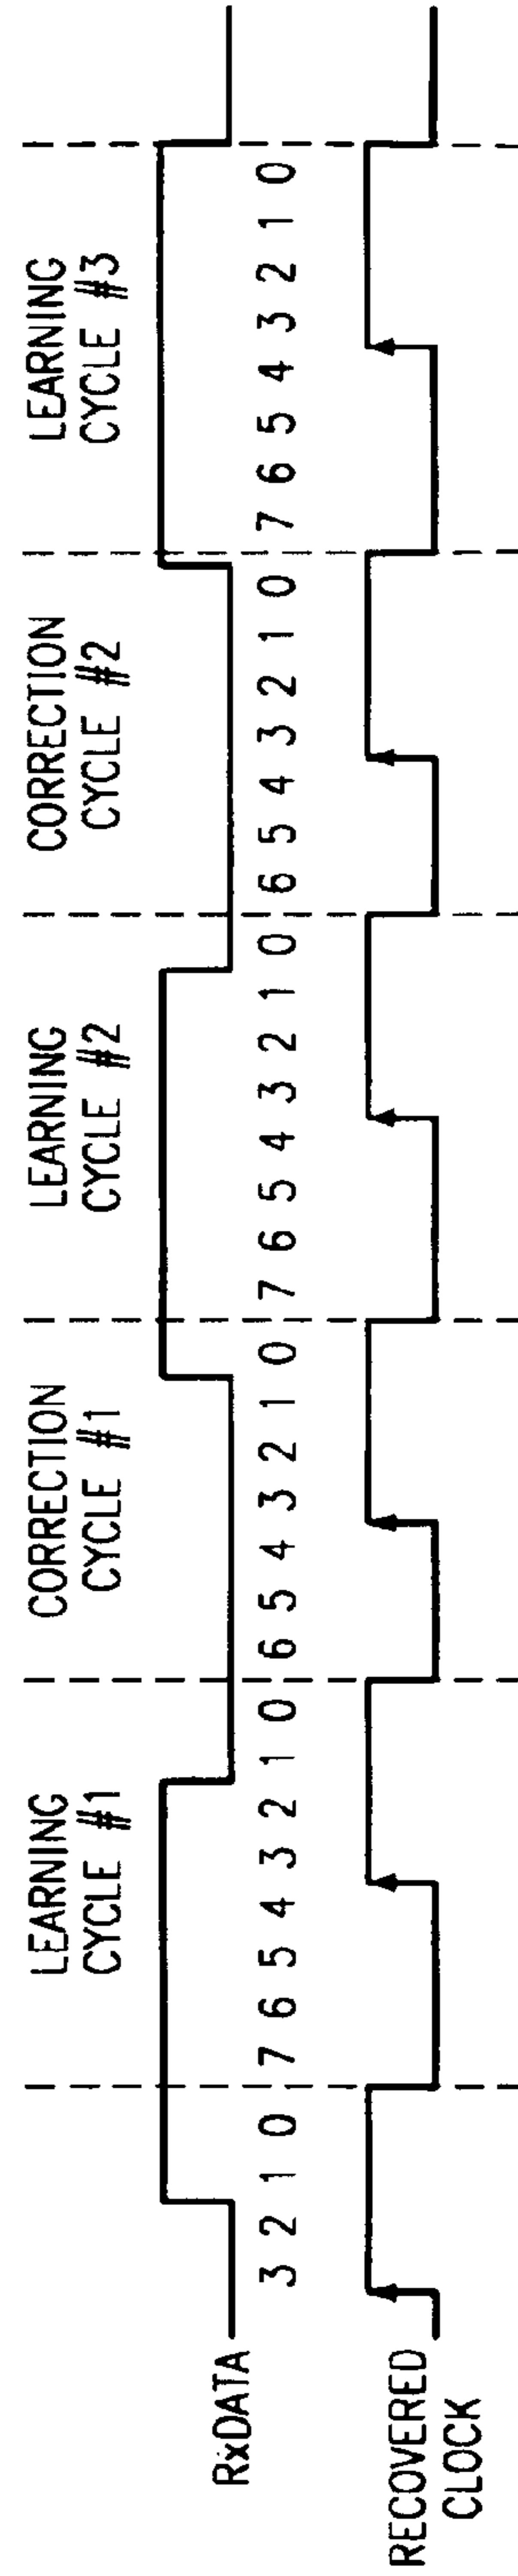 LEARNING
CYCLE #1
CORRECTION
CYCLE #1
LEARNING
CYCLE #2
CORRECTION
CYCLE #2
LEARNING
CYCLE #3
RxDATA
3 2 1 0 7 6 5 4 3 2 1 0 6 5 4 3 2 1 0 7 6 5 4 3 2 1 0 6 5 4 3 2 1 0 7 6 5 4 3 2 1 0
RECOVERED
CLOCK